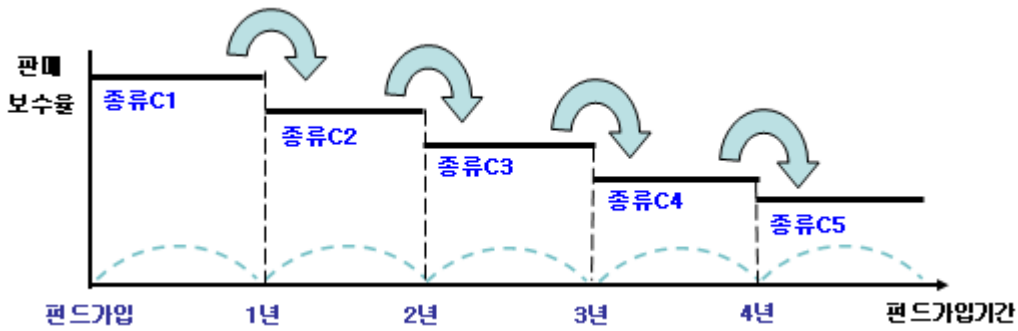 판매
보수율
종류C1
종류C2
종류C3
종류C4
종류C5
펀드가입
1년
2년
3년
4년
펀드가입기간